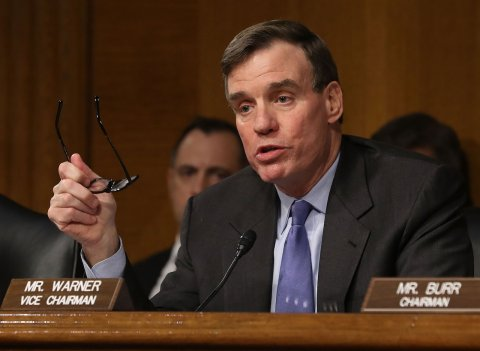 MR. WARNER
VICE CHAIRMAN
MR. BURR
CHAIRMAN